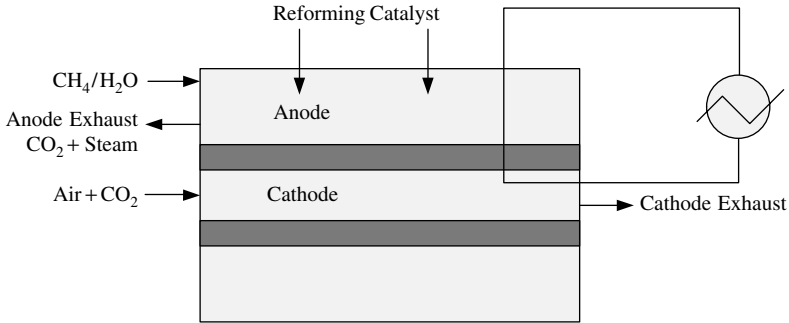 Reforming Catalyst
CH₄/H₂O
Anode
Anode Exhaust
CO₂ + Steam
Air + CO₂
Cathode
Cathode Exhaust